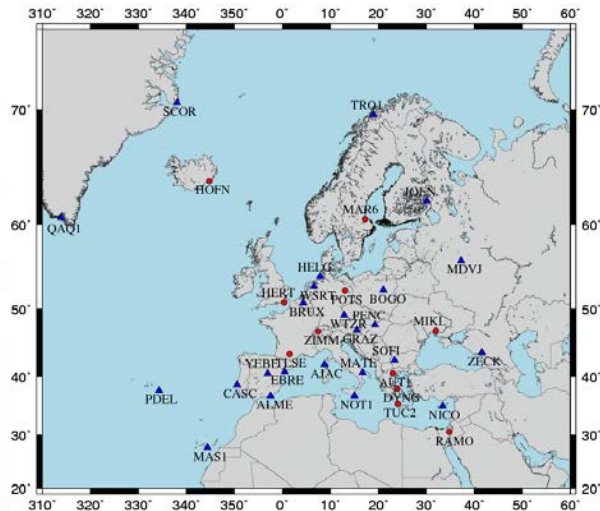 310˚ 320˚ 330˚ 340˚ 350˚ 0˚ 10˚ 20˚ 30˚ 40˚ 50˚ 60˚
70˚ 70˚
SCOR TRO1
HOFN JOEN
MAR6
60˚ 60˚
QAQ1
MDVJ
HELG
WSRT
HERT POTS BOGO
50˚ BRUX 50˚
WTZR PENC
ZIMM GRAZ MIKL
SOFI
YEBE TLSE MATE ZECK
EBRE AJAC
40˚ AUT1 40˚
PDEL CASC DYNG
ALME NOT1 TUC2 NICO
RAMO
30˚ 30˚
MAS1
20˚ 20˚
310˚ 320˚ 330˚ 340˚ 350˚ 0˚ 10˚ 20˚ 30˚ 40˚ 50˚ 60˚